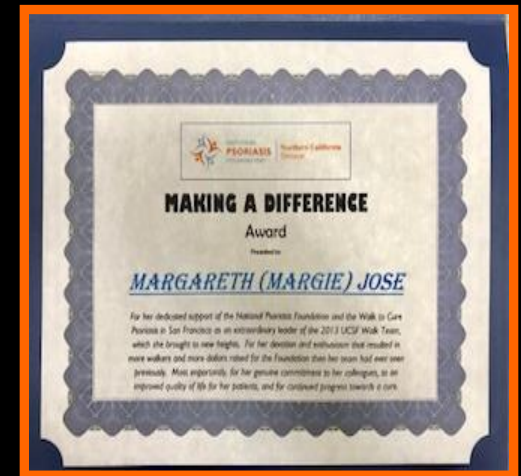 NATIONAL
PSORIASIS
FOUNDATION
Northern California
Division
MAKING A DIFFERENCE
Award
Presented to
MARGARETH (MARGIE) JOSE
For her dedicated support of the National Psoriasis Foundation and the Walk to Cure
Psoriasis in San Francisco as an extraordinary leader of the 2013 UCSF Walk Team,
which she brought to new heights. For her devotion and enthusiasm that resulted in
more walkers and more dollars raised for the Foundation than her team had ever seen
previously. Most importantly, for her genuine commitment to her colleagues, to an
improved quality of life for her patients, and for continued progress towards a cure.